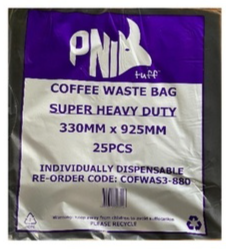 PNIA
tuff
COFFEE WASTE BAG
SUPER HEAVY DUTY
330MM x 925MM
25PCS
INDIVIDUALLY DISPENSABLE
RE-ORDER CODE: COFWAS3-880
PLEASE RECYCLE